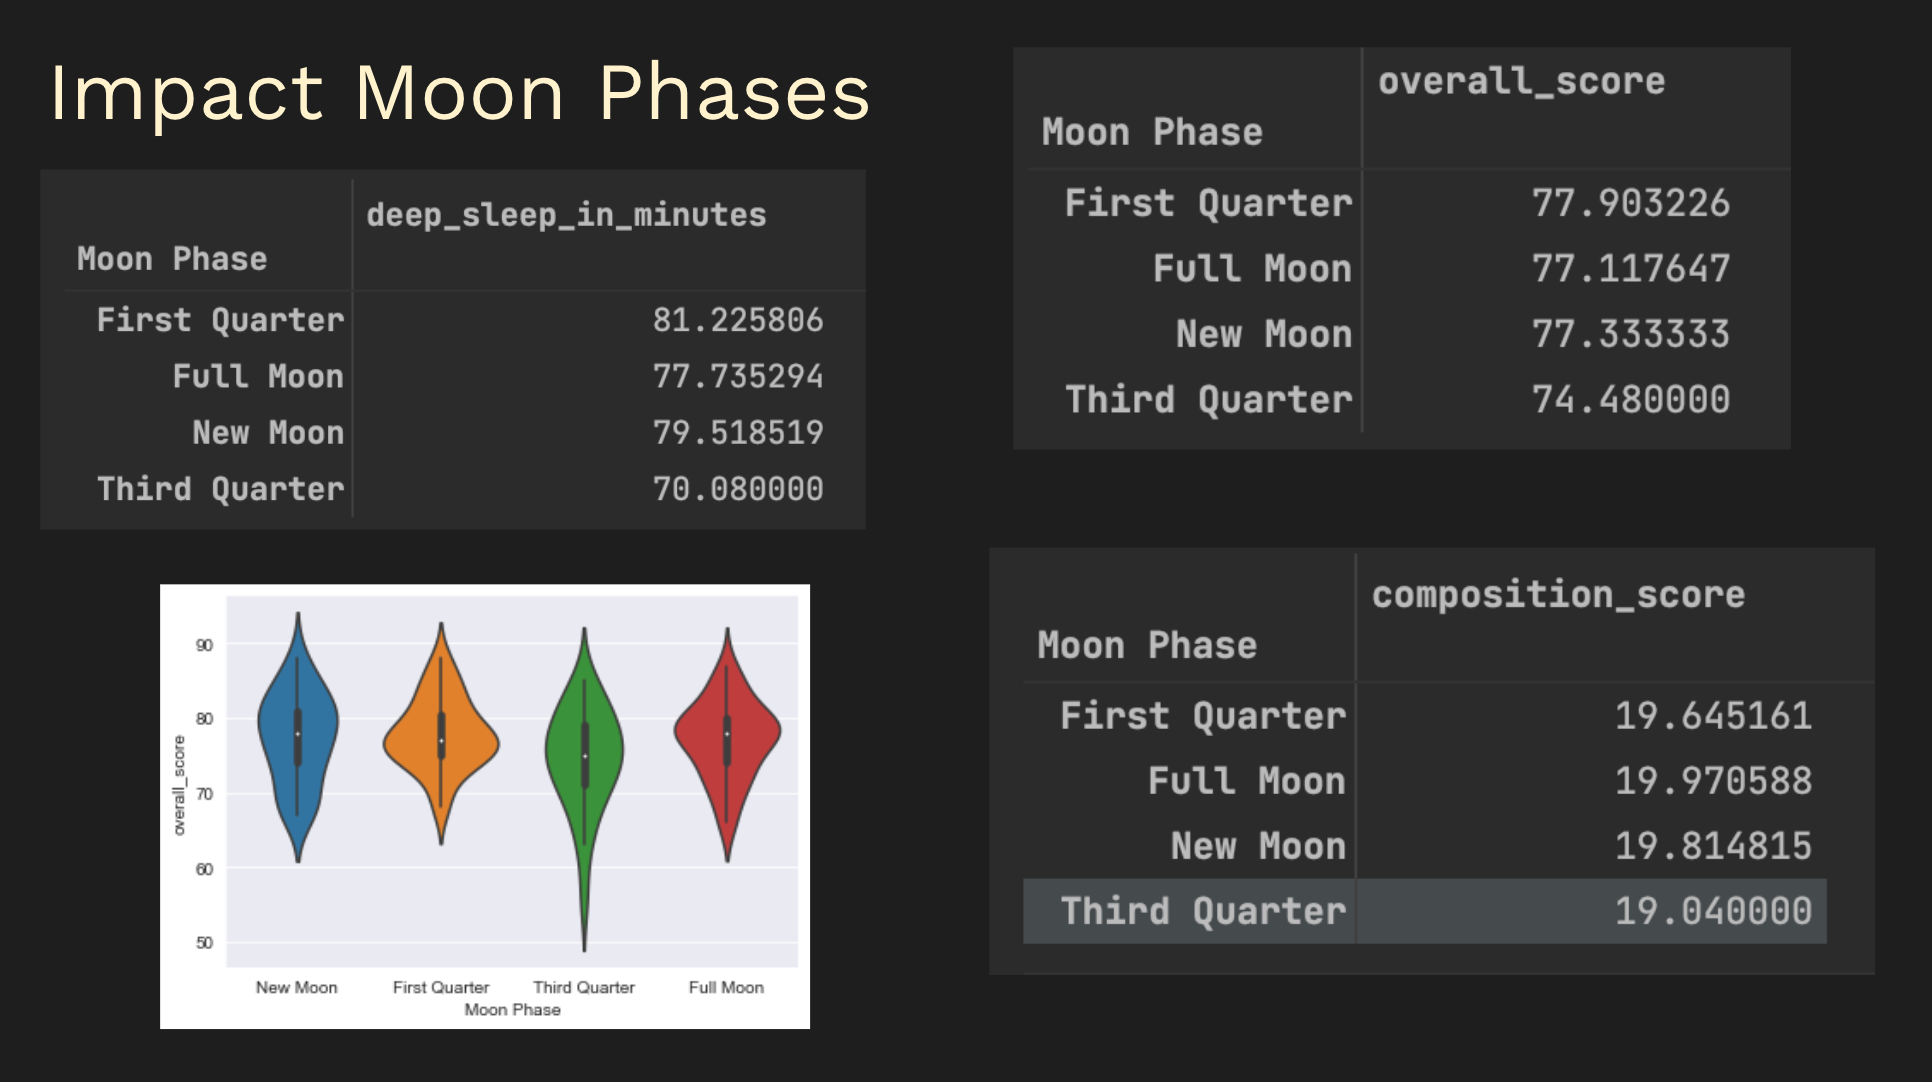 Impact Moon Phases
deep_sleep_in_minutes
Moon Phase
First Quarter 81.225806
Full Moon 77.735294
New Moon 79.518519
Third Quarter 70.080000
overall_score
Moon Phase
First Quarter 77.903226
Full Moon 77.117647
New Moon 77.333333
Third Quarter 74.480000
90
80
70
60
50
overall_score
New Moon First Quarter Third Quarter Full Moon
Moon Phase
composition_score
Moon Phase
First Quarter 19.645161
Full Moon 19.970588
New Moon 19.814815
Third Quarter 19.040000